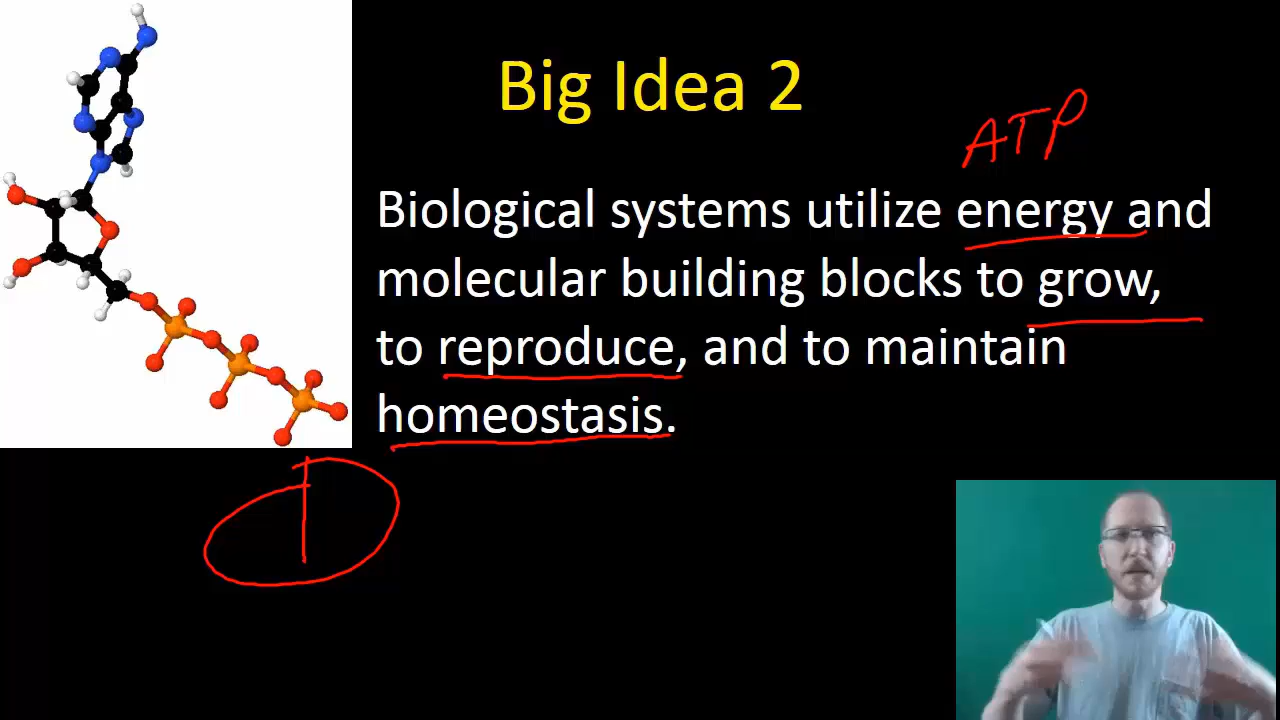 Big Idea 2
ATP
Biological systems utilize energy and
molecular building blocks to grow,
to reproduce, and to maintain
homeostasis.